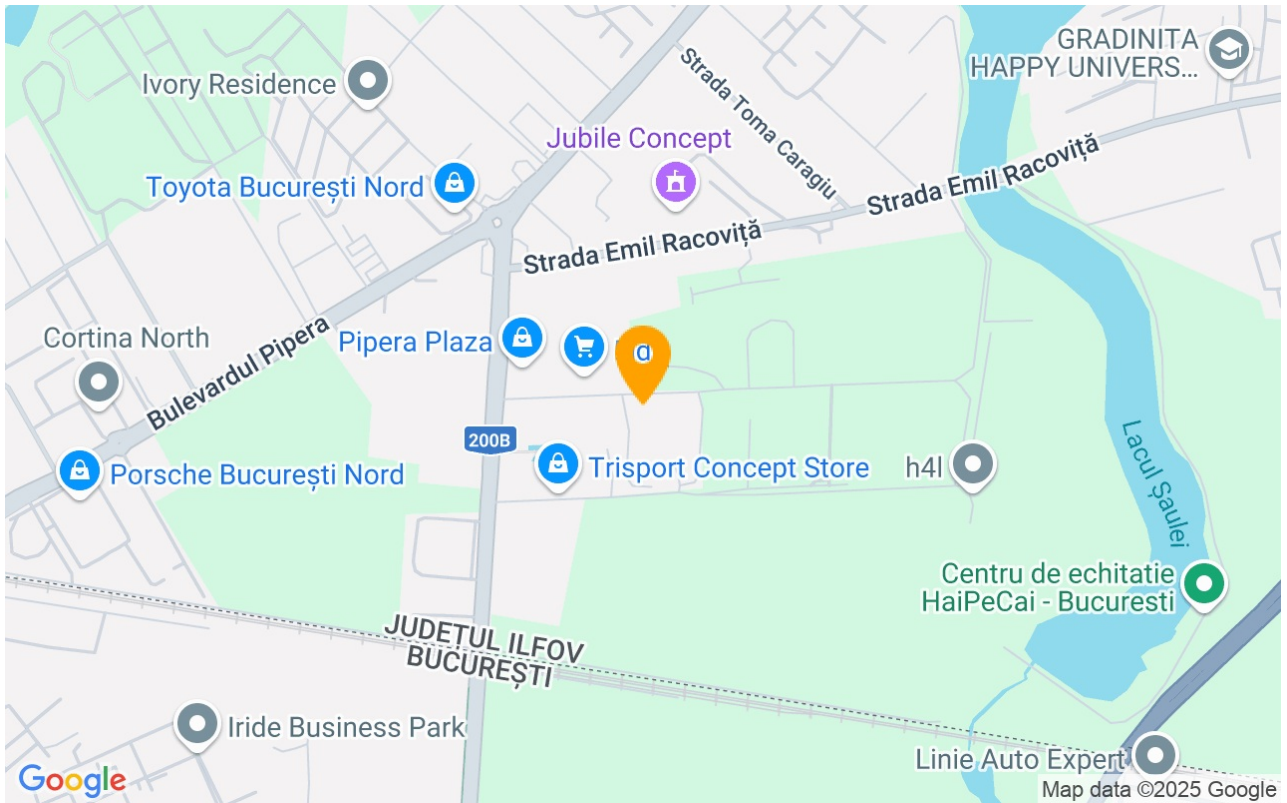 GRADINITA
HAPPY UNIVERS...
Ivory Residence
Strada Toma Caragiu
Jubile Concept
Strada Emil Racoviță
Toyota București Nord
Strada Emil Racoviță
Cortina North
Pipera Plaza
Bulevardul Pipera
200B
Porsche București Nord
Trisport Concept Store
h4l
Lacul Șaulei
Centru de echitatie
HaiPeCai - Bucuresti
JUDETUL ILFOV
BUCUREȘTI
Iride Business Park
Linie Auto Expert
Google
Map data ©2025 Google